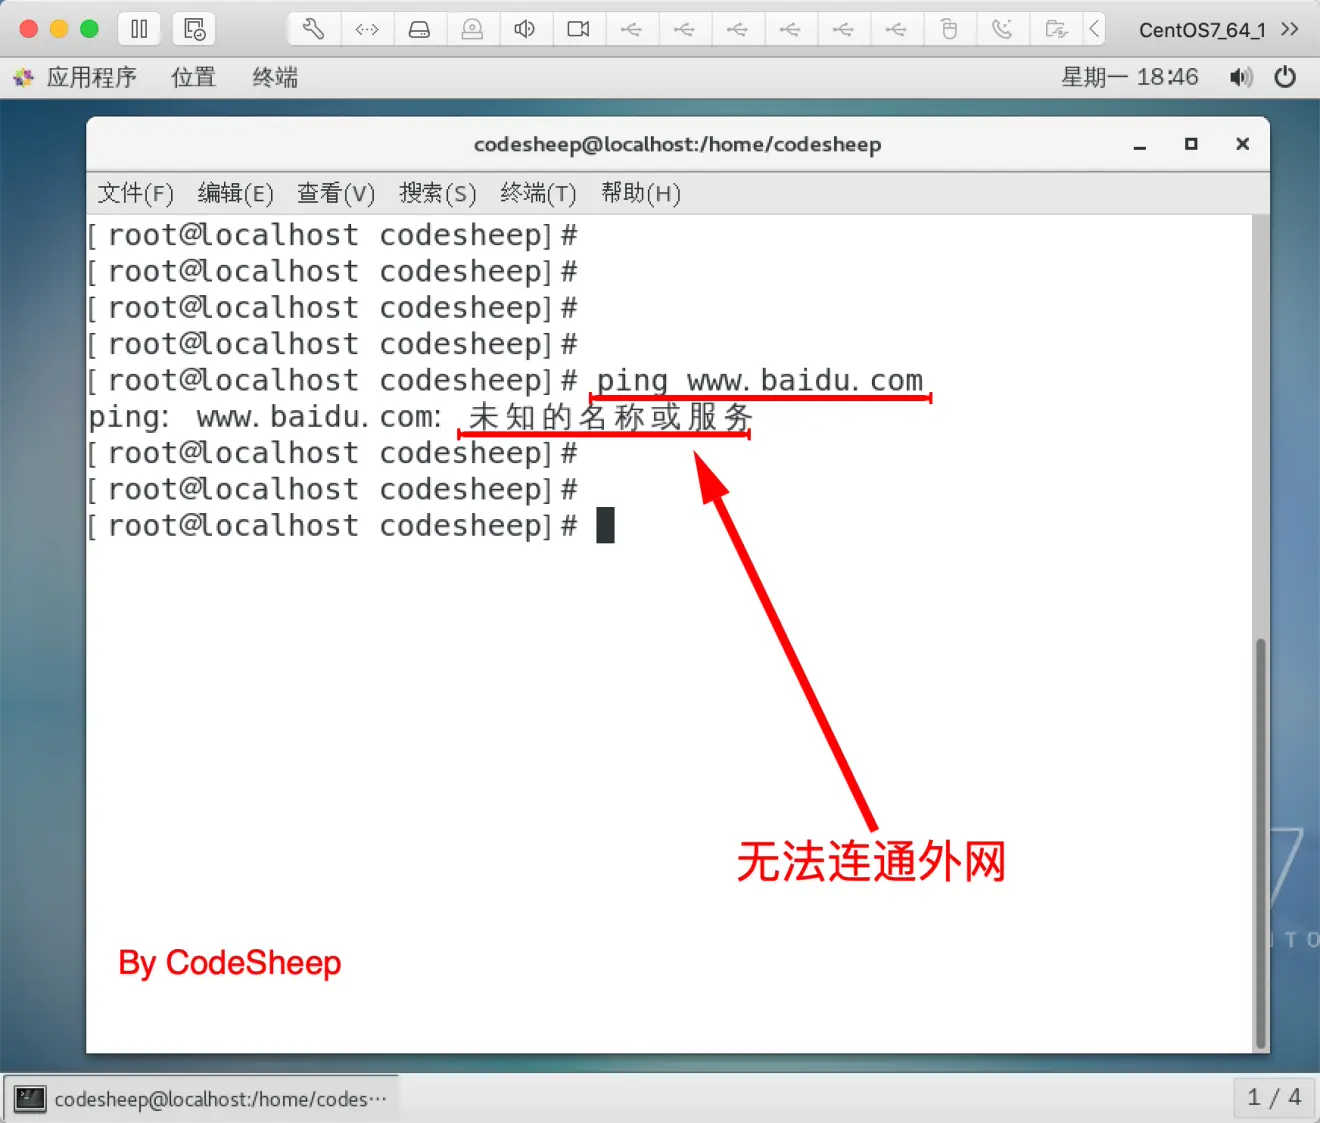 CentOS7_64_1
应用程序 位置 终端 星期一 18:46
codesheep@localhost:/home/codesheep
文件(F) 编辑(E) 查看(V) 搜索(S) 终端(T) 帮助(H)
[root@localhost codesheep]#
[root@localhost codesheep]#
[root@localhost codesheep]#
[root@localhost codesheep]#
[root@localhost codesheep]# ping www.baidu.com
ping: www.baidu.com: 未知的名称或服务
[root@localhost codesheep]#
[root@localhost codesheep]#
[root@localhost codesheep]#
无法连通外网
7
NTO
By CodeSheep
codesheep@localhost:/home/codes…
1 / 4